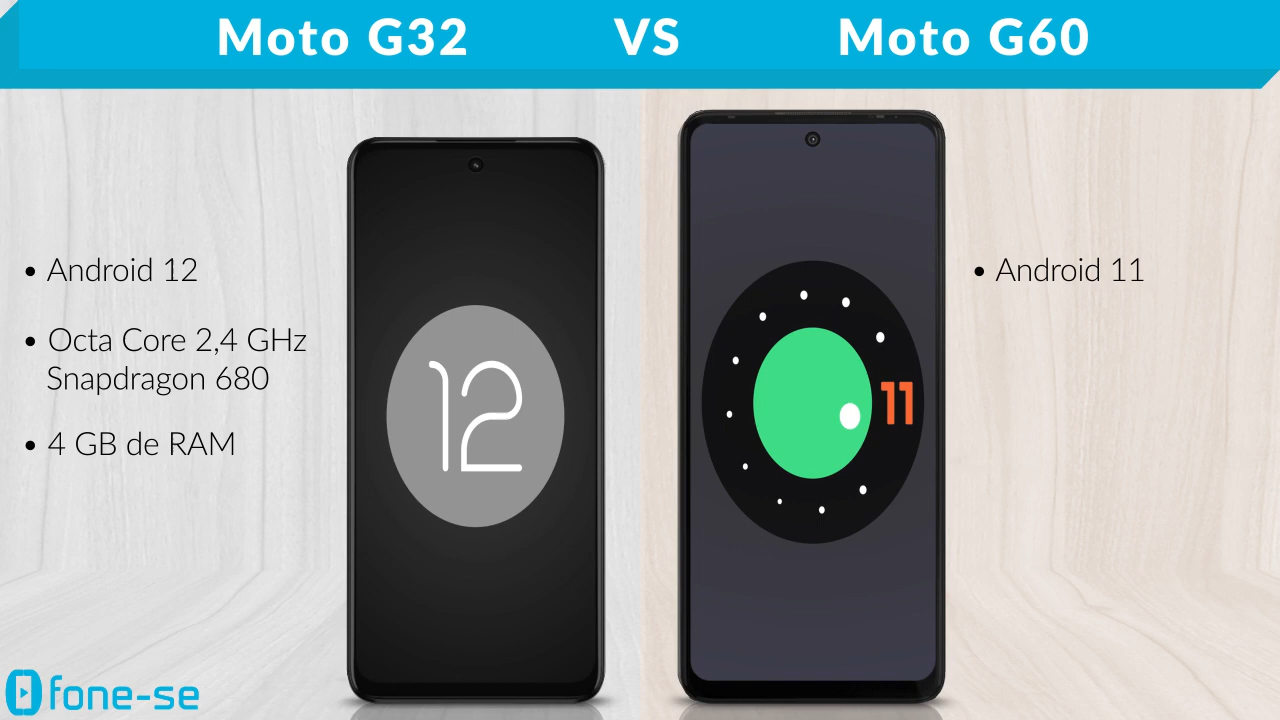 Moto G32 VS Moto G60
• Android 12
• Octa Core 2,4 GHz
Snapdragon 680
• 4 GB de RAM
12
11
• Android 11
fone-se